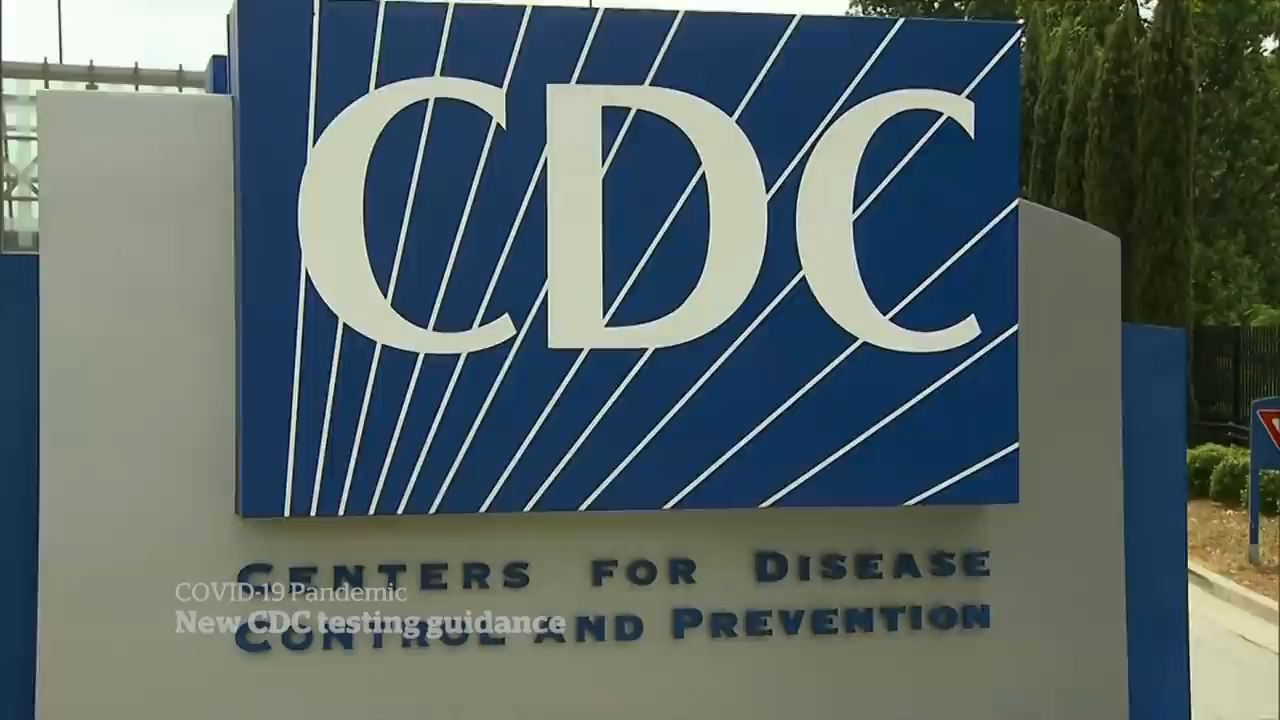 CDC
CENTERS FOR DISEASE
CONTROL AND PREVENTION
COVID-19 Pandemic
New CDC testing guidance